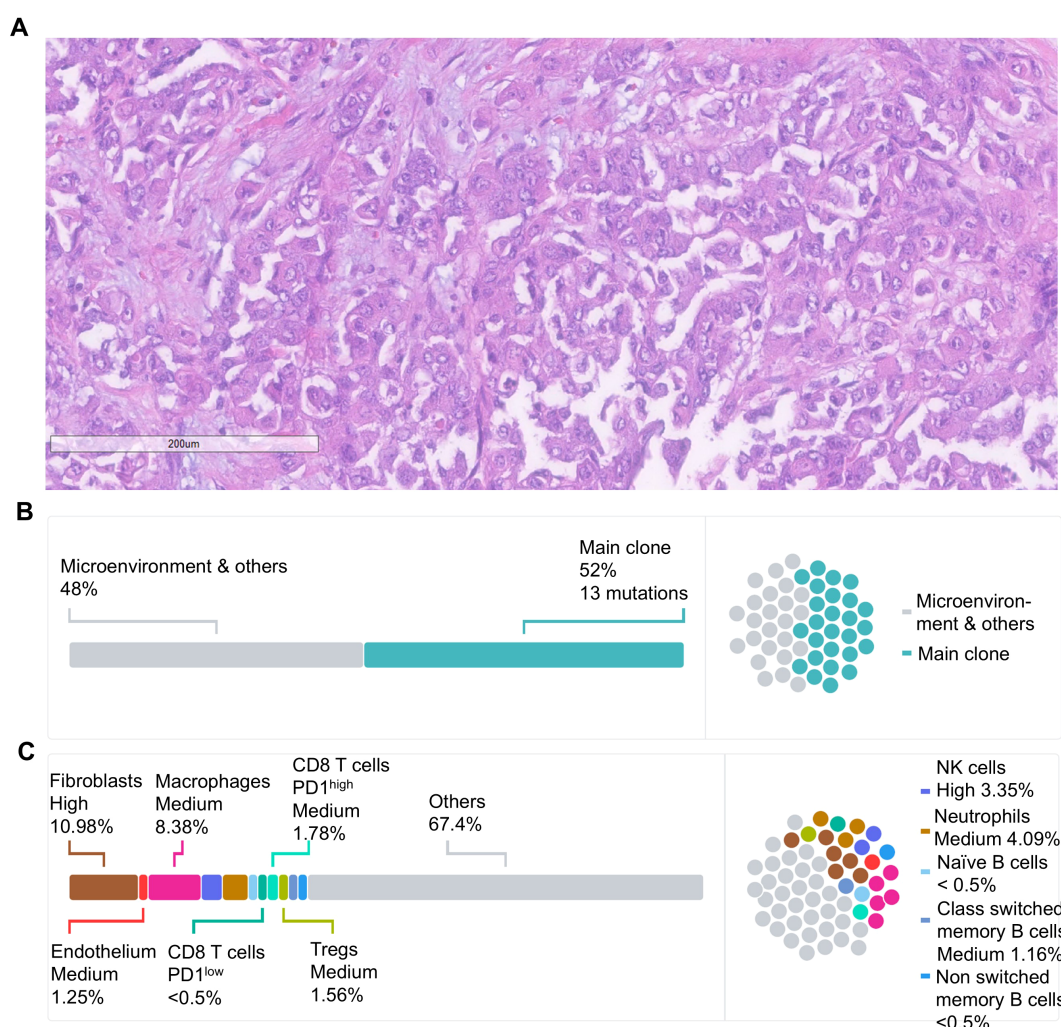 A
200um
B
Microenvironment & others
48%
Main clone
52%
13 mutations
Microenviron-
ment & others
Main clone
C
Fibroblasts
High
10.98%
Macrophages
Medium
8.38%
CD8 T cells
PD1high
Medium
1.78%
Others
67.4%
Endothelium
Medium
1.25%
CD8 T cells
PD1low
<0.5%
Tregs
Medium
1.56%
NK cells
High 3.35%
Neutrophils
Medium 4.09%
Naïve B cells
< 0.5%
Class switched
memory B cells
Medium 1.16%
Non switched
memory B cells
<0.5%